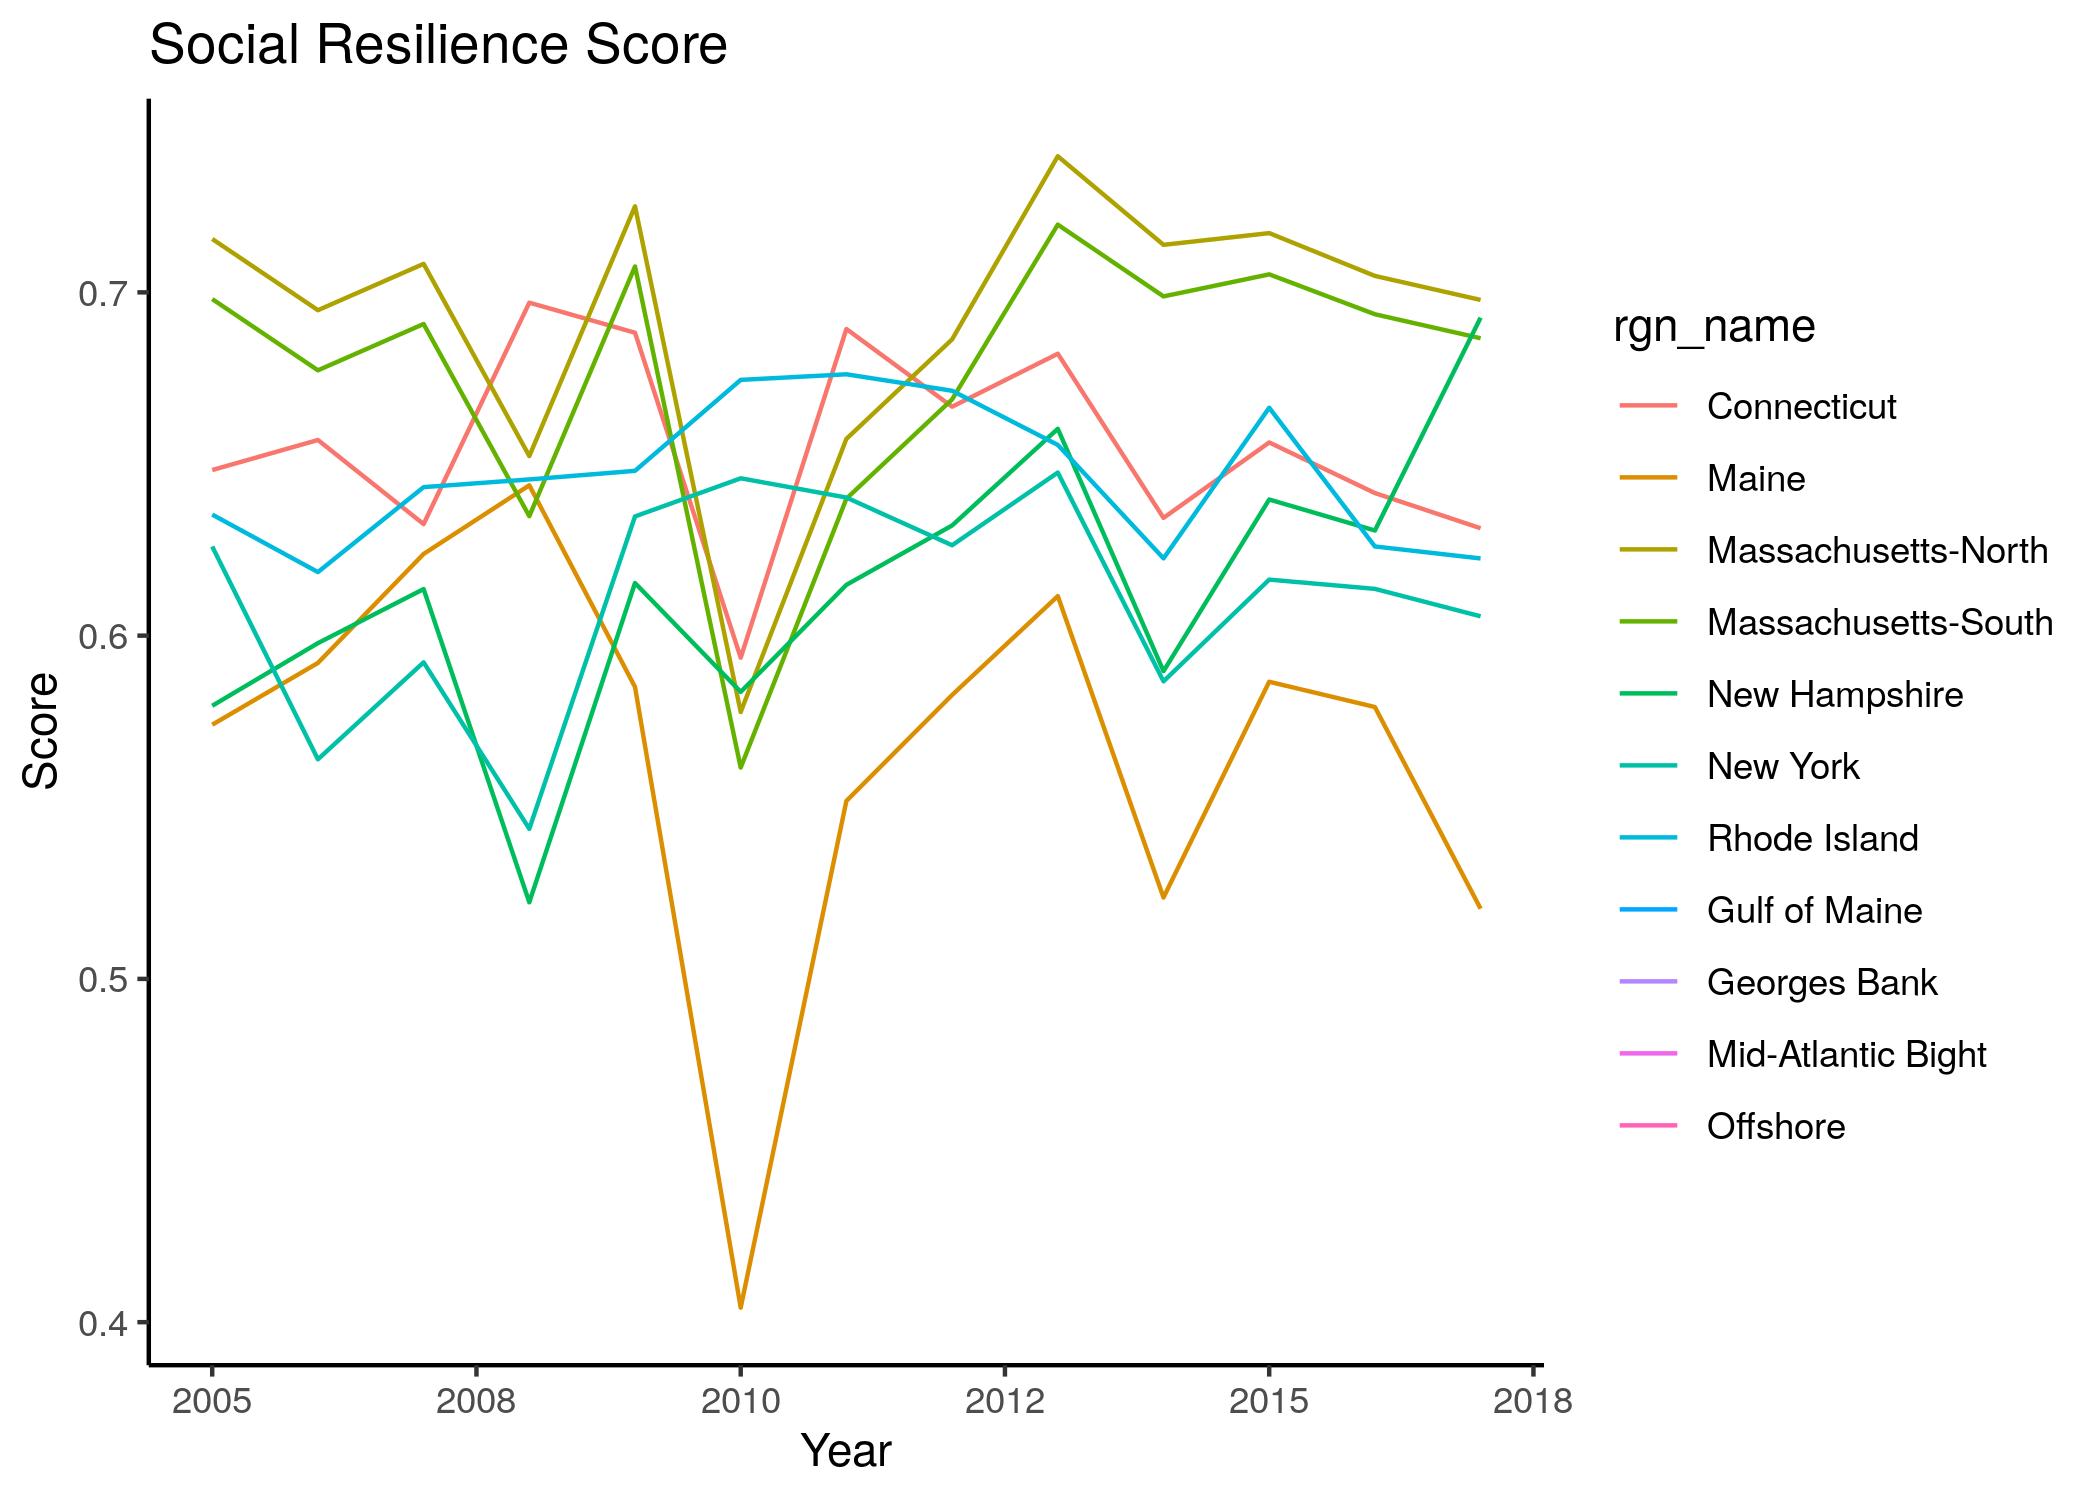 Social Resilience Score
0.7
0.6
0.5
0.4
Score
2005 2008 2010 2012 2015 2018
Year
rgn_name
Connecticut
Maine
Massachusetts-North
Massachusetts-South
New Hampshire
New York
Rhode Island
Gulf of Maine
Georges Bank
Mid-Atlantic Bight
Offshore